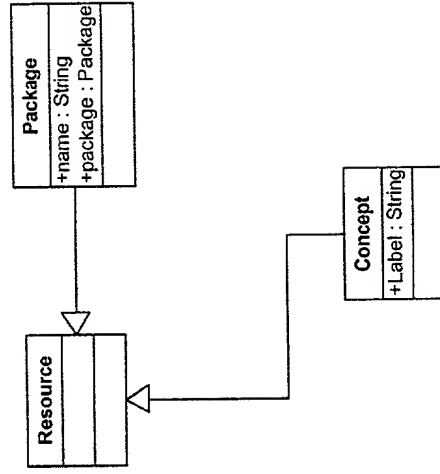 Package
+name : String
+package : Package
Resource
Concept
+Label : String